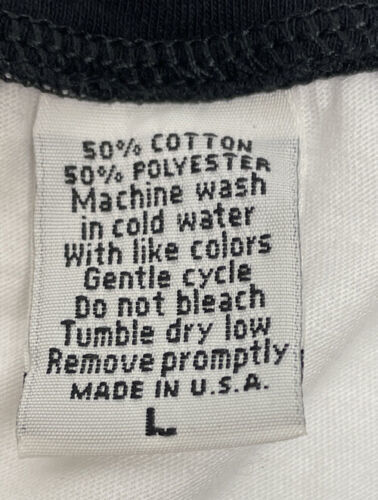 50% COTTON
50% POLYESTER
Machine wash
in cold water
With like colors
Gentle cycle
Do not bleach
Tumble dry low
Remove promptly
MADE IN U.S.A.
L